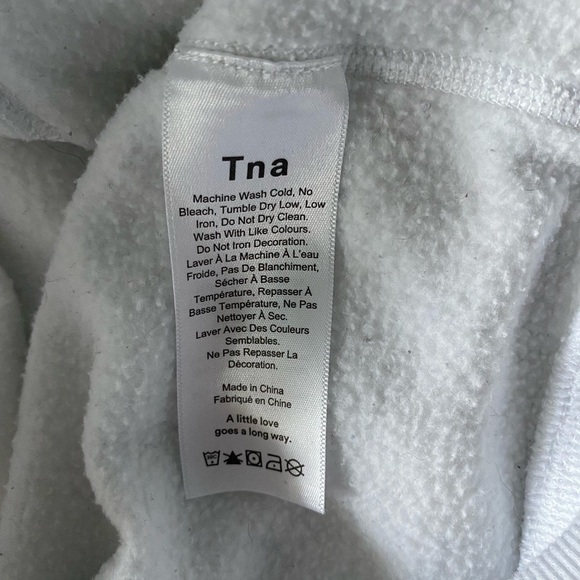 Tna
Machine Wash Cold, No
Bleach, Tumble Dry Low, Low
Iron, Do Not Dry Clean.
Wash With Like Colours.
Do Not Iron Decoration.
Laver À La Machine À L'eau
Froide, Pas De Blanchiment,
Sécher À Basse
Température, Repasser À
Basse Température, Ne Pas
Nettoyer À Sec.
Laver Avec Des Couleurs
Semblables.
Ne Pas Repasser La
Décoration.
Made in China
Fabriqué en Chine
A little love
goes a long way.